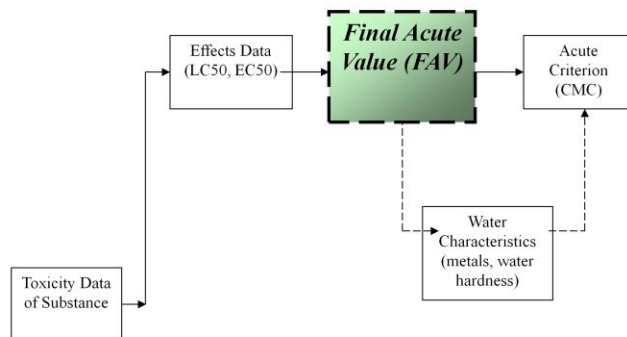 Effects Data
(LC50, EC50)
Final Acute
Value (FAV)
Acute
Criterion
(CMC)
Water
Characteristics
(metals, water
hardness)
Toxicity Data
of Substance